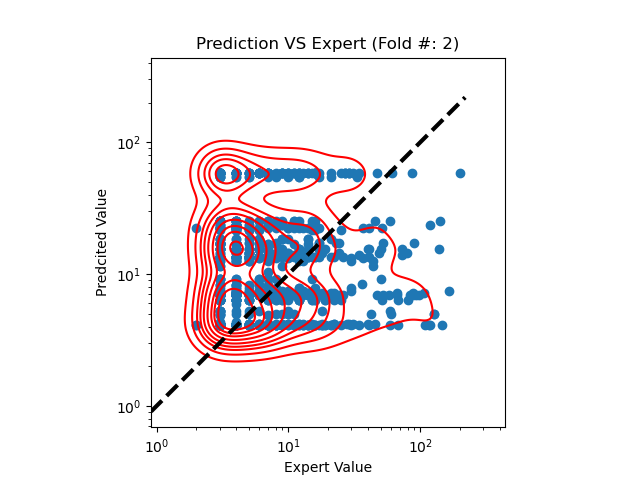 Prediction VS Expert (Fold #: 2)
Predcited Value
10²
10¹
10⁰
10⁰ 10¹ 10²
Expert Value